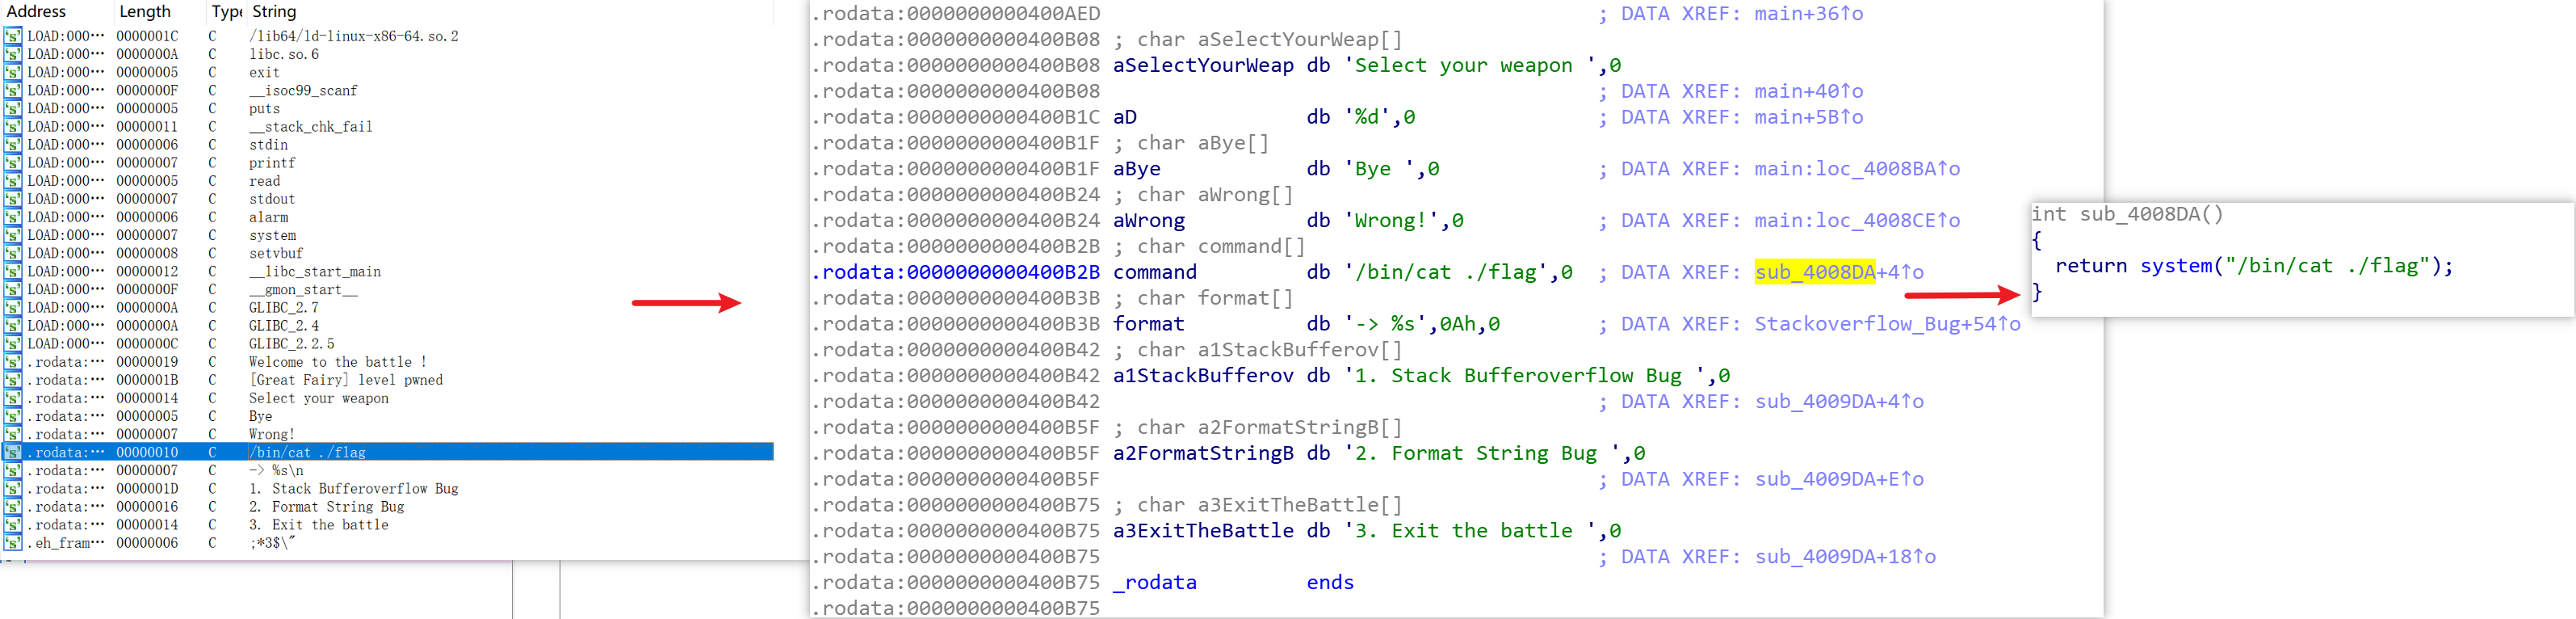 Address Length Type String
LOAD:000… 0000001C C /lib64/ld-linux-x86-64.so.2
LOAD:000… 0000000A C libc.so.6
LOAD:000… 00000005 C exit
LOAD:000… 0000000F C __isoc99_scanf
LOAD:000… 00000005 C puts
LOAD:000… 00000011 C __stack_chk_fail
LOAD:000… 00000006 C stdin
LOAD:000… 00000007 C printf
LOAD:000… 00000005 C read
LOAD:000… 00000007 C stdout
LOAD:000… 00000006 C alarm
LOAD:000… 00000007 C system
LOAD:000… 00000008 C setvbuf
LOAD:000… 00000012 C __libc_start_main
LOAD:000… 0000000F C __gmon_start__
LOAD:000… 0000000A C GLIBC_2.7
LOAD:000… 0000000A C GLIBC_2.4
LOAD:000… 0000000C C GLIBC_2.2.5
.rodata:… 00000019 C Welcome to the battle !
.rodata:… 0000001B C [Great Fairy] level pwned
.rodata:… 00000014 C Select your weapon
.rodata:… 00000005 C Bye
.rodata:… 00000007 C Wrong!
.rodata:… 00000010 C /bin/cat ./flag
.rodata:… 00000007 C -> %s\n
.rodata:… 0000001D C 1. Stack Bufferoverflow Bug
.rodata:… 00000016 C 2. Format String Bug
.rodata:… 00000014 C 3. Exit the battle
.eh_fram… 00000006 C ;*3$\"
.rodata:0000000000400AED ; DATA XREF: main+36↑o
.rodata:0000000000400B08 ; char aSelectYourWeap[]
.rodata:0000000000400B08 aSelectYourWeap db 'Select your weapon ',0
.rodata:0000000000400B08 ; DATA XREF: main+40↑o
.rodata:0000000000400B1C aD db '%d',0 ; DATA XREF: main+5B↑o
.rodata:0000000000400B1F ; char aBye[]
.rodata:0000000000400B1F aBye db 'Bye ',0 ; DATA XREF: main:loc_4008BA↑o
.rodata:0000000000400B24 ; char aWrong[]
.rodata:0000000000400B24 aWrong db 'Wrong!',0 ; DATA XREF: main:loc_4008CE↑o
.rodata:0000000000400B2B ; char command[]
.rodata:0000000000400B2B command db '/bin/cat ./flag',0 ; DATA XREF: sub_4008DA+4↑o
.rodata:0000000000400B3B ; char format[]
.rodata:0000000000400B3B format db '-> %s',0Ah,0 ; DATA XREF: Stackoverflow_Bug+54↑o
.rodata:0000000000400B42 ; char a1StackBufferov[]
.rodata:0000000000400B42 a1StackBufferov db '1. Stack Bufferoverflow Bug ',0
.rodata:0000000000400B42 ; DATA XREF: sub_4009DA+4↑o
.rodata:0000000000400B5F ; char a2FormatStringB[]
.rodata:0000000000400B5F a2FormatStringB db '2. Format String Bug ',0
.rodata:0000000000400B5F ; DATA XREF: sub_4009DA+E↑o
.rodata:0000000000400B75 ; char a3ExitTheBattle[]
.rodata:0000000000400B75 a3ExitTheBattle db '3. Exit the battle ',0
.rodata:0000000000400B75 ; DATA XREF: sub_4009DA+18↑o
.rodata:0000000000400B75 _rodata ends
.rodata:0000000000400B75
int sub_4008DA()
{
return system("/bin/cat ./flag");
}